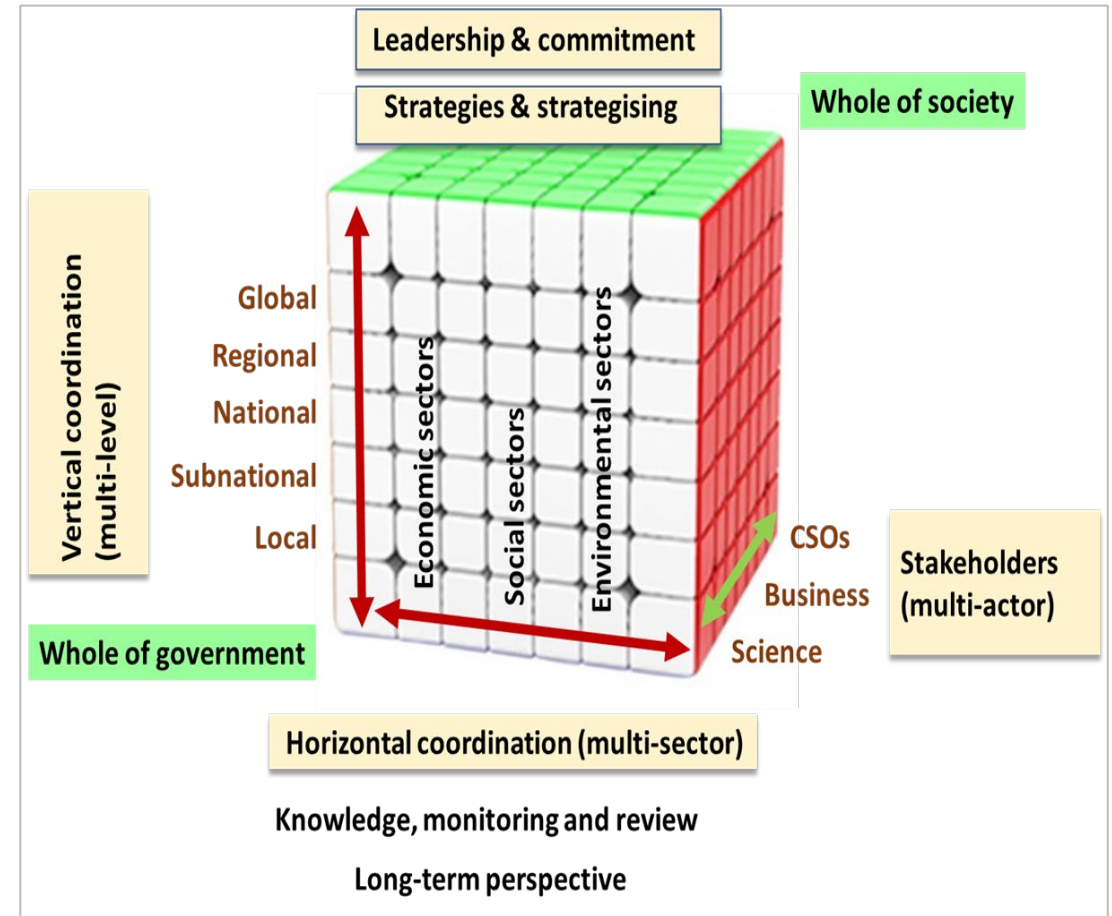 Leadership & commitment
Strategies & strategising
Whole of society
Vertical coordination
(multi-level)
Global
Regional
National
Subnational
Local
Economic sectors
Social sectors
Environmental sectors
CSOs
Business
Science
Stakeholders
(multi-actor)
Whole of government
Horizontal coordination (multi-sector)
Knowledge, monitoring and review
Long-term perspective